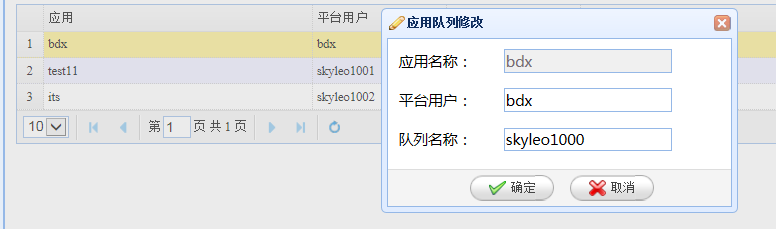 应用 平台用户
1 bdx bdx
2 test11 skyleo1001
3 its skyleo1002
10 第 1 页 共 1 页
应用队列修改
应用名称： bdx
平台用户： bdx
队列名称： skyleo1000
确定 取消